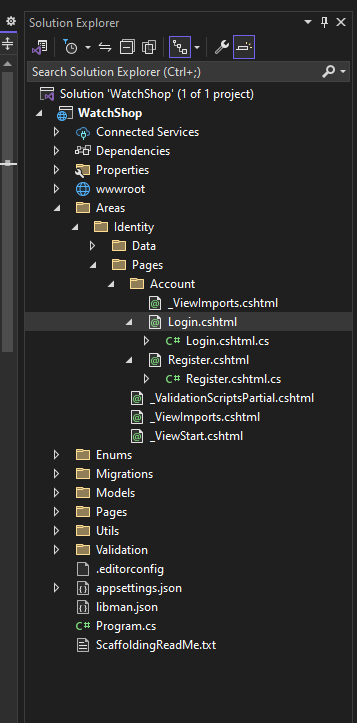 Solution Explorer
Search Solution Explorer (Ctrl+;)
Solution 'WatchShop' (1 of 1 project)
WatchShop
Connected Services
Dependencies
Properties
wwwroot
Areas
Identity
Data
Pages
Account
_ViewImports.cshtml
Login.cshtml
C# Login.cshtml.cs
Register.cshtml
C# Register.cshtml.cs
_ValidationScriptsPartial.cshtml
_ViewImports.cshtml
_ViewStart.cshtml
Enums
Migrations
Models
Pages
Utils
Validation
.editorconfig
appsettings.json
libman.json
C# Program.cs
ScaffoldingReadMe.txt